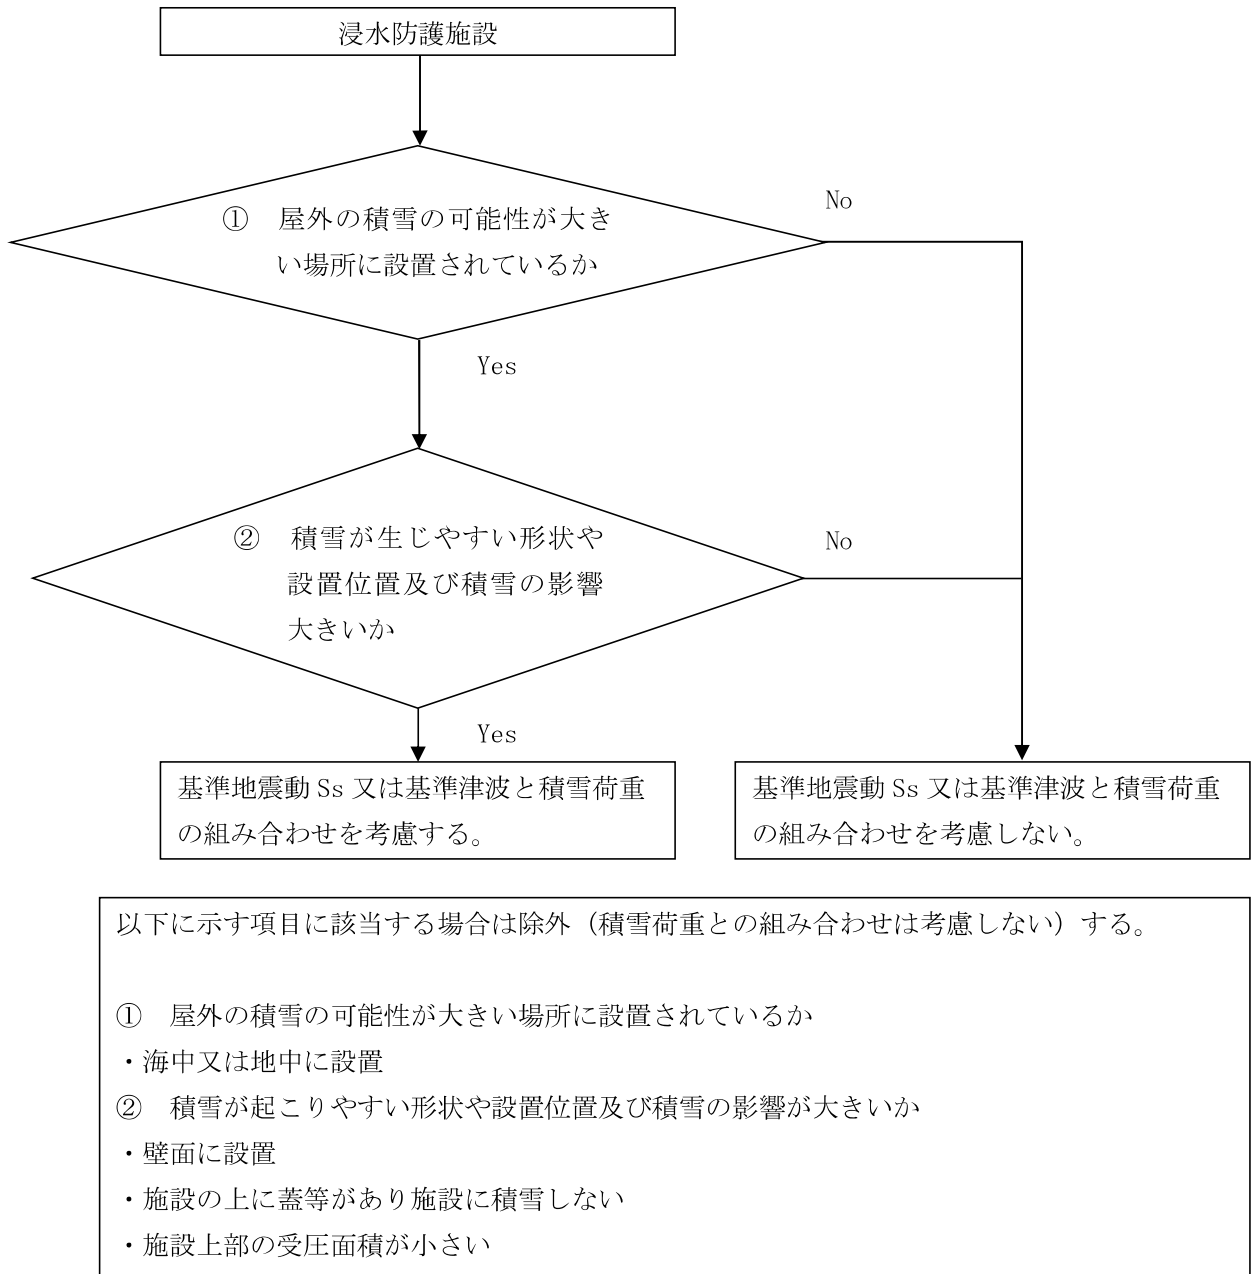 浸水防護施設
①　屋外の積雪の可能性が大き
い場所に設置されているか
No
Yes
②　積雪が生じやすい形状や
設置位置及び積雪の影響
大きいか
No
Yes
基準地震動 Ss 又は基準津波と積雪荷重
の組み合わせを考慮する。
基準地震動 Ss 又は基準津波と積雪荷重
の組み合わせを考慮しない。
以下に示す項目に該当する場合は除外（積雪荷重との組み合わせは考慮しない）する。
①　屋外の積雪の可能性が大きい場所に設置されているか
・海中又は地中に設置
②　積雪が起こりやすい形状や設置位置及び積雪の影響が大きいか
・壁面に設置
・施設の上に蓋等があり施設に積雪しない
・施設上部の受圧面積が小さい